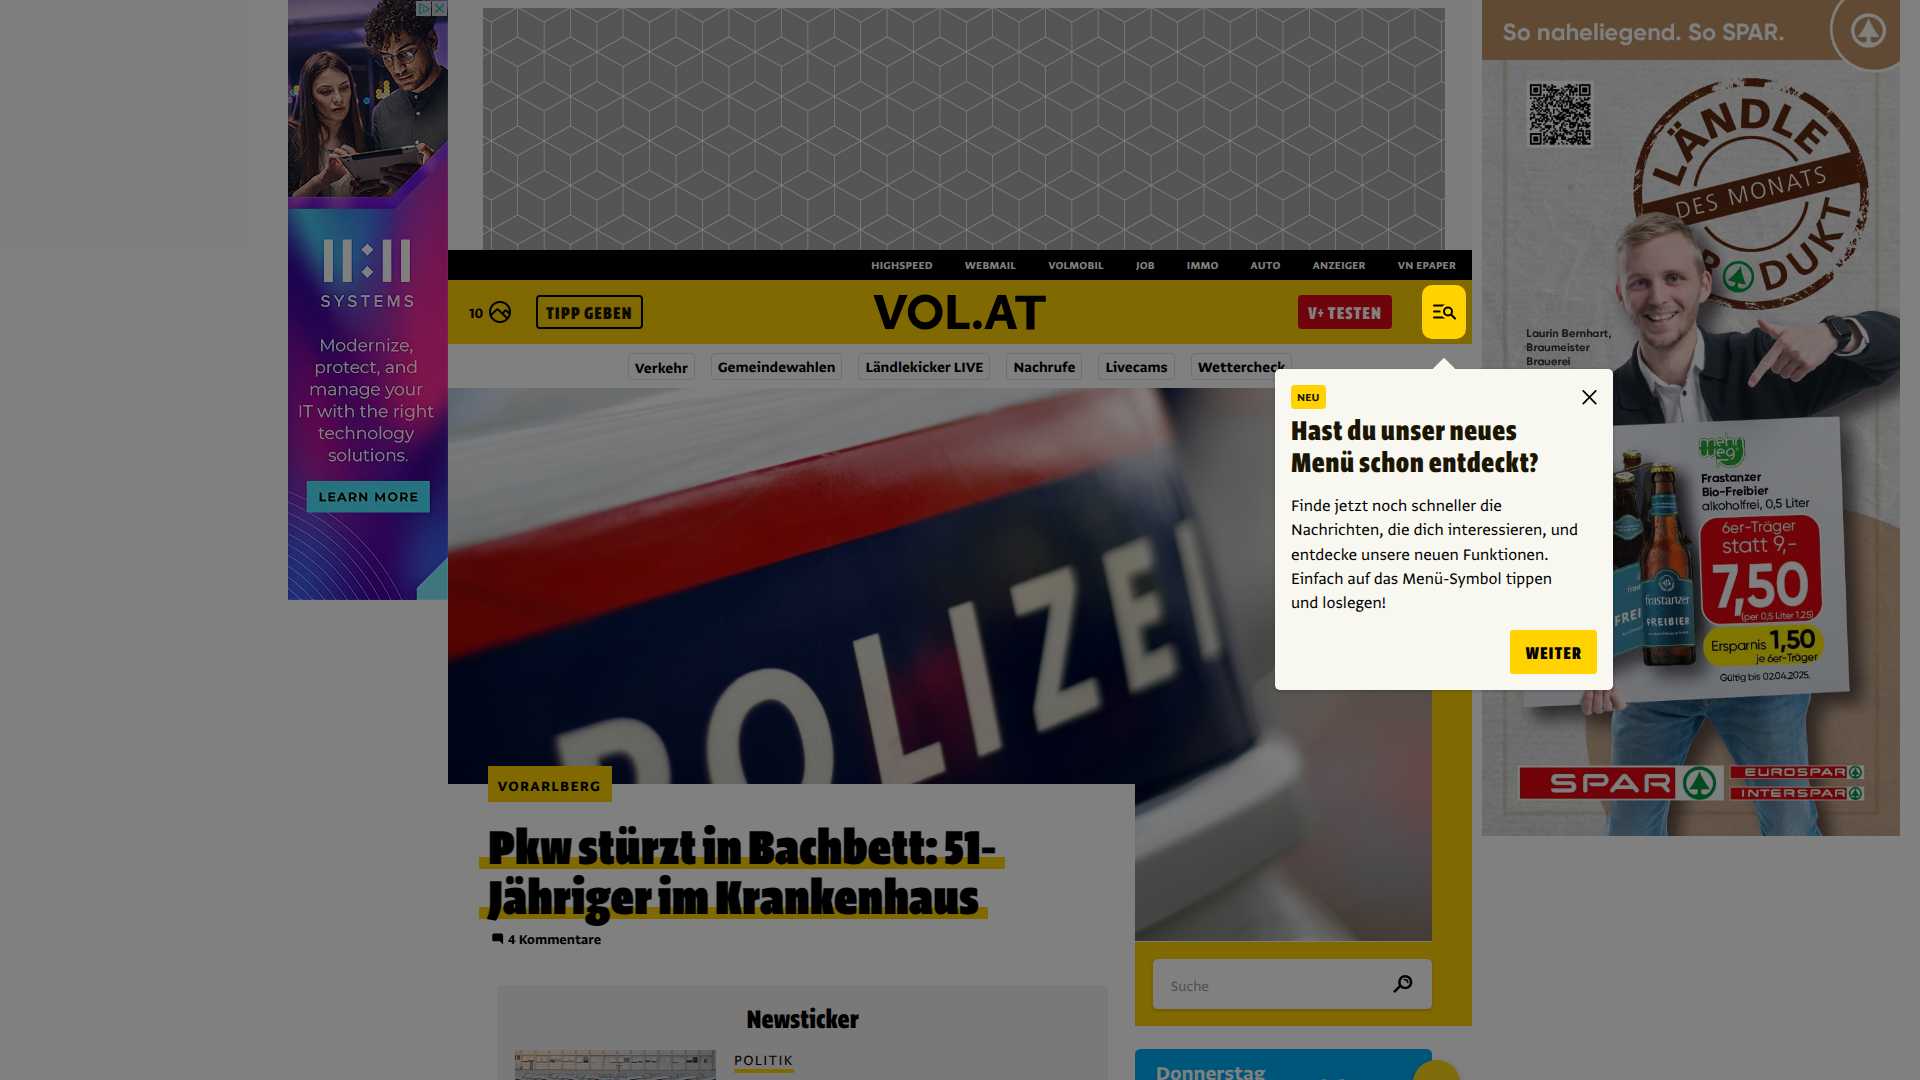 So naheliegend. So SPAR.
LÄNDLE
DES MONATS
PRODUKT
SYSTEMS
Modernize,
protect, and
manage your
IT with the right
technology
solutions.
LEARN MORE
HIGHSPEED WEBMAIL VOLMOBIL JOB IMMO AUTO ANZEIGER VN EPAPER
10 TIPP GEBEN VOL.AT V+ TESTEN
Verkehr Gemeindewahlen Ländlekicker LIVE Nachrufe Livecams Wettercheck
NEU
Hast du unser neues
Menü schon entdeckt?
Finde jetzt noch schneller die
Nachrichten, die dich interessieren, und
entdecke unsere neuen Funktionen.
Einfach auf das Menü-Symbol tippen
und loslegen!
WEITER
Laurin Bernhart,
Braumeister
Brauerei
mehr
weg
Frastanzer
Bio-Freibier
alkoholfrei, 0,5 Liter
6er-Träger
statt 9,-
7,50
(per 0,5 Liter 1.25)
Ersparnis 1,50
je 6er-Träger
Gültig bis 02.04.2025.
frastanzer
FREIBIER
SPAR
EUROSPAR
INTERSPAR
POLIZEI
VORARLBERG
Pkw stürzt in Bachbett: 51-
Jähriger im Krankenhaus
4 Kommentare
Suche
Newsticker
POLITIK
Donnerstag